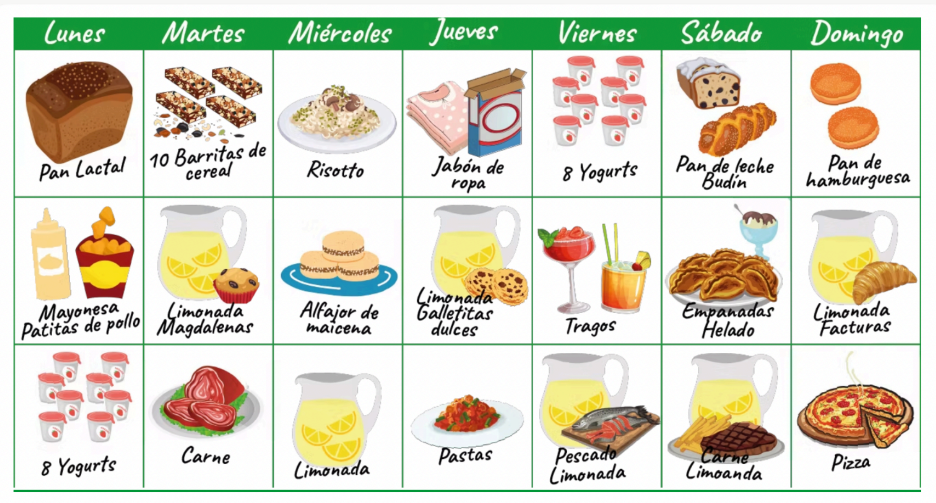 Lunes
Martes
Miércoles
Jueves
Viernes
Sábado
Domingo
Pan Lactal
10 Barritas de
cereal
Risotto
Jabón de
ropa
8 Yogurts
Pan de leche
Budín
Pan de
hamburguesa
Mayonesa
Patitas de pollo
Limonada
Magdalenas
Alfajor de
maicena
Limonada
Galletitas
dulces
Tragos
Empanadas
Helado
Limonada
Facturas
8 Yogurts
Carne
Limonada
Pastas
Pescado
Limonada
Carne
Limoanda
Pizza